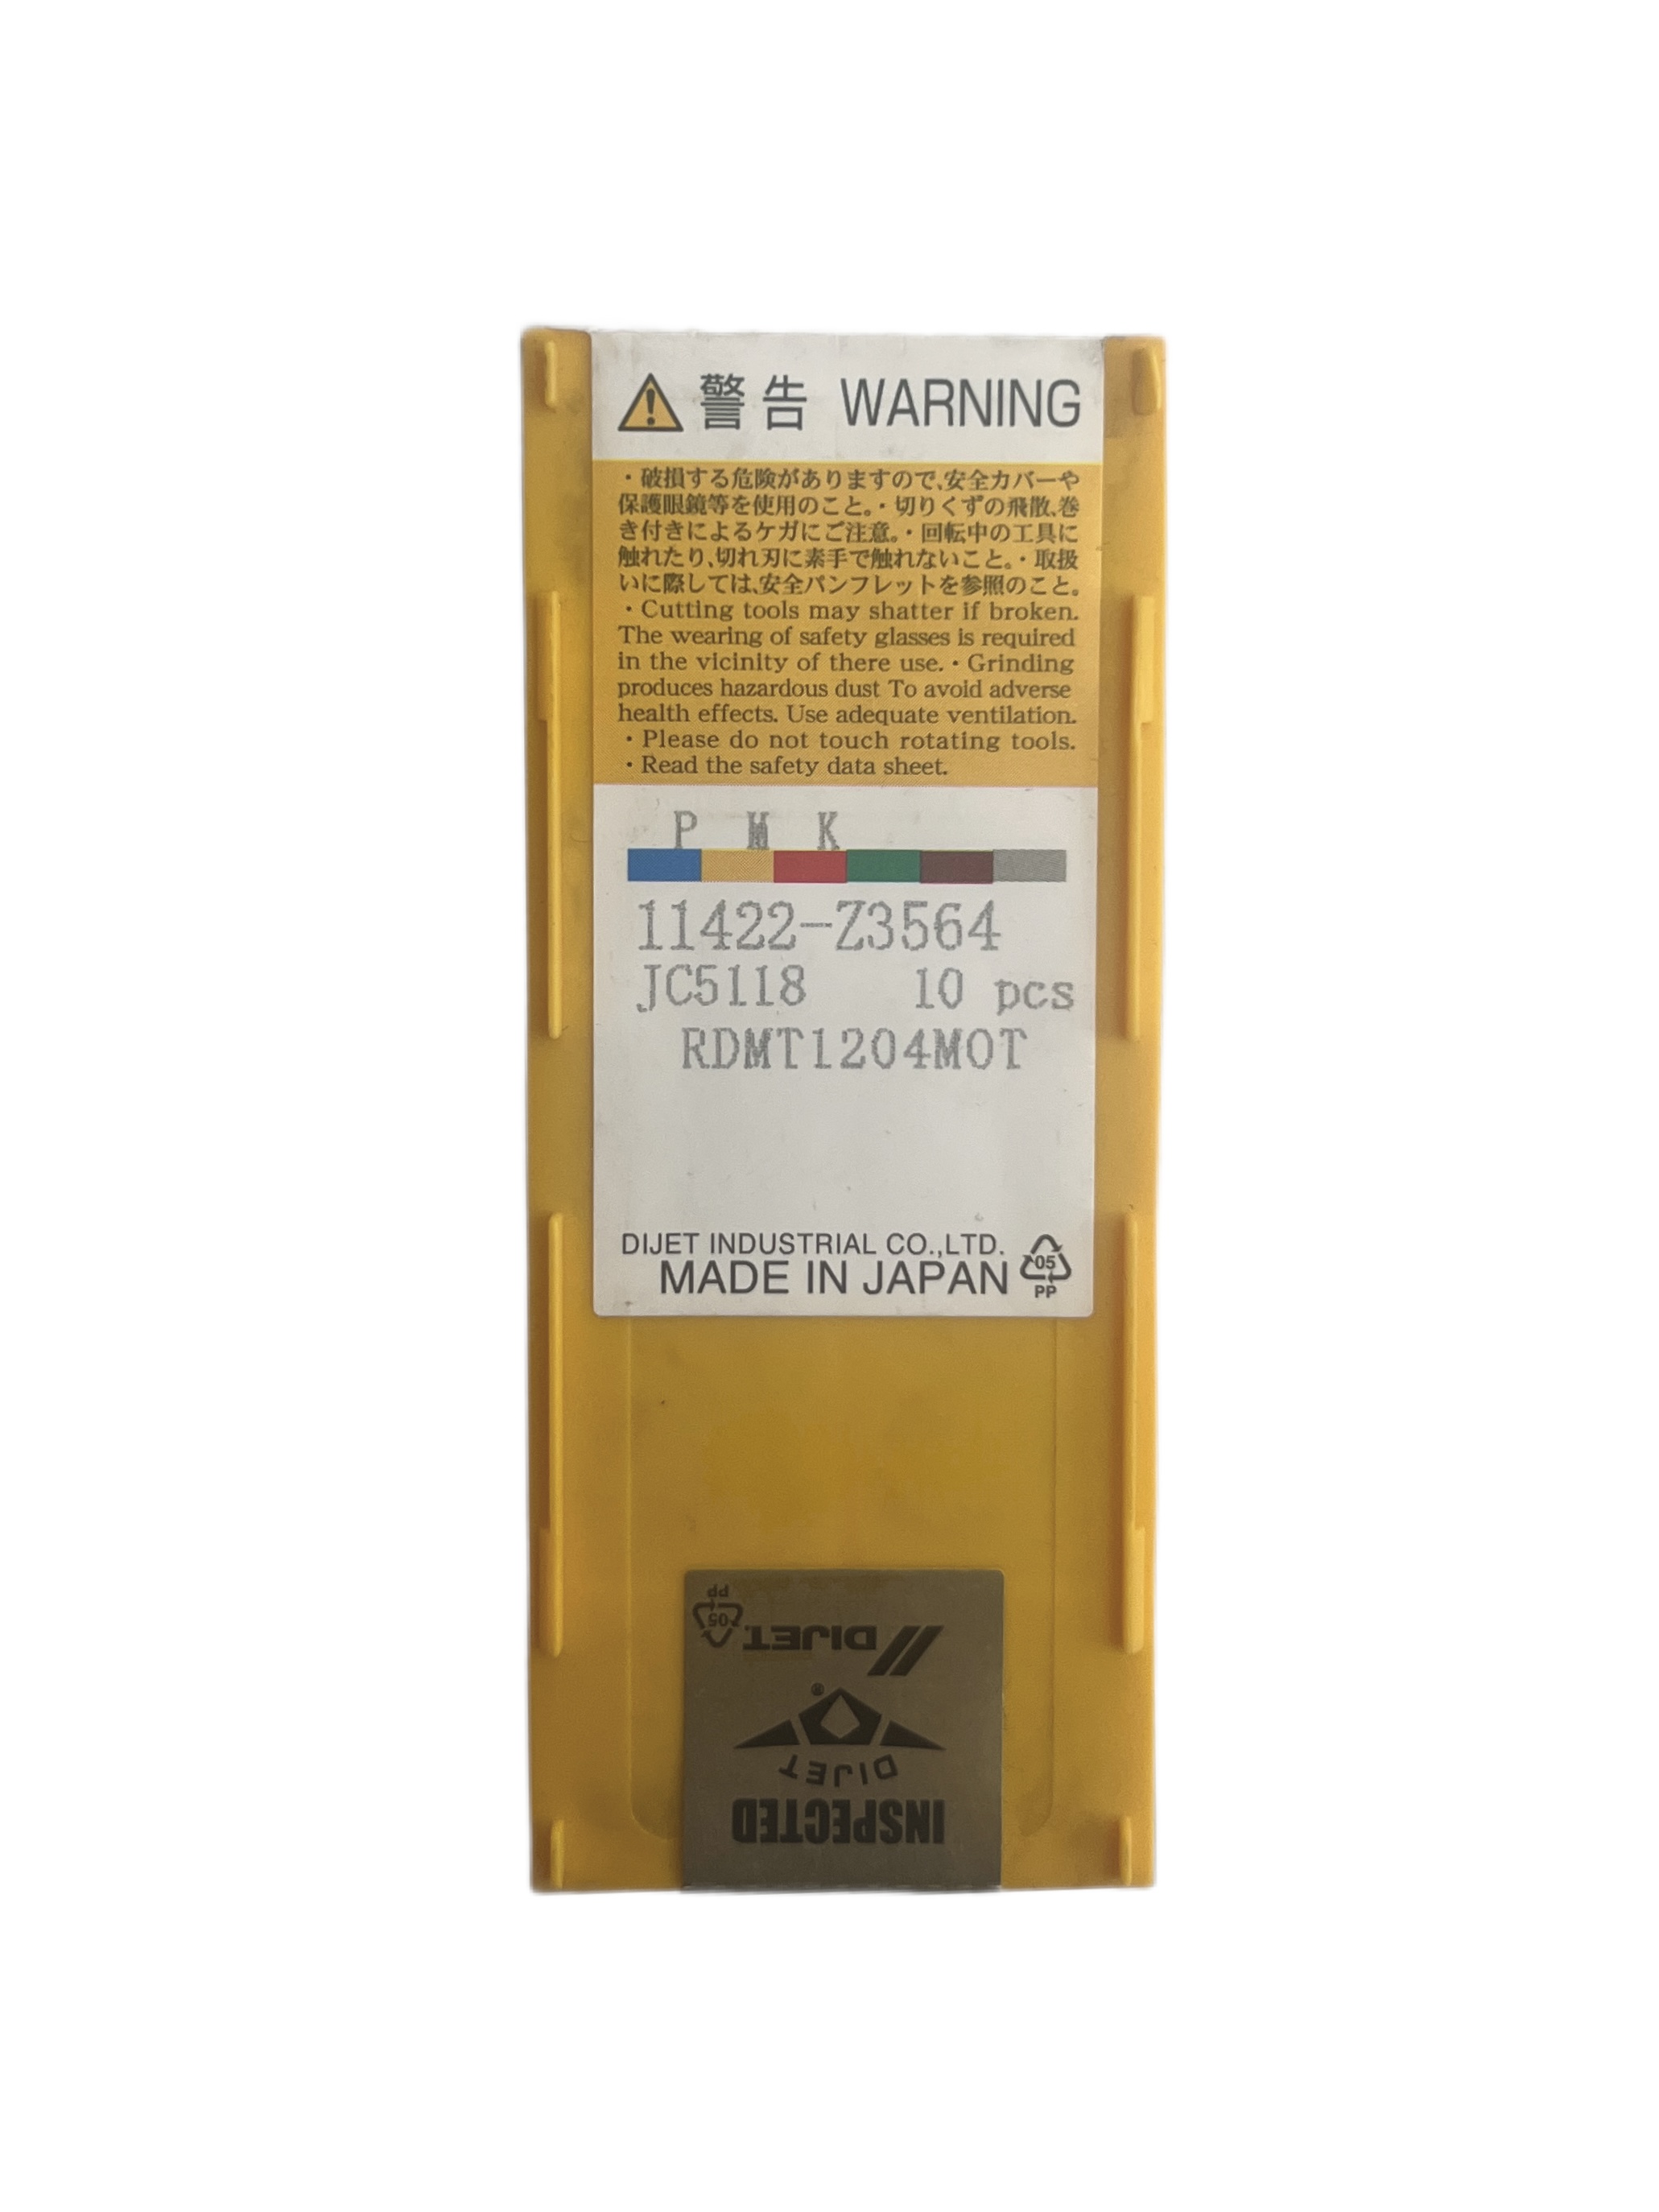 警告 WARNING
・破損する危険がありますので、安全カバーや
保護眼鏡等を使用のこと。・切りくずの飛散、巻
き付きによるケガにご注意。・回転中の工具に
触れたり、切れ刃に素手で触れないこと。・取扱
いに際しては、安全パンフレットを参照のこと。
・Cutting tools may shatter if broken.
The wearing of safety glasses is required
in the vicinity of there use.・Grinding
produces hazardous dust To avoid adverse
health effects. Use adequate ventilation.
・Please do not touch rotating tools.
・Read the safety data sheet.
P M K
11422-Z3564
JC5118 10 pcs
RDMT1204MOT
DIJET INDUSTRIAL CO.,LTD.
MADE IN JAPAN
05
PP
INSPECTED
DIJET
®
DIJET
05
PP